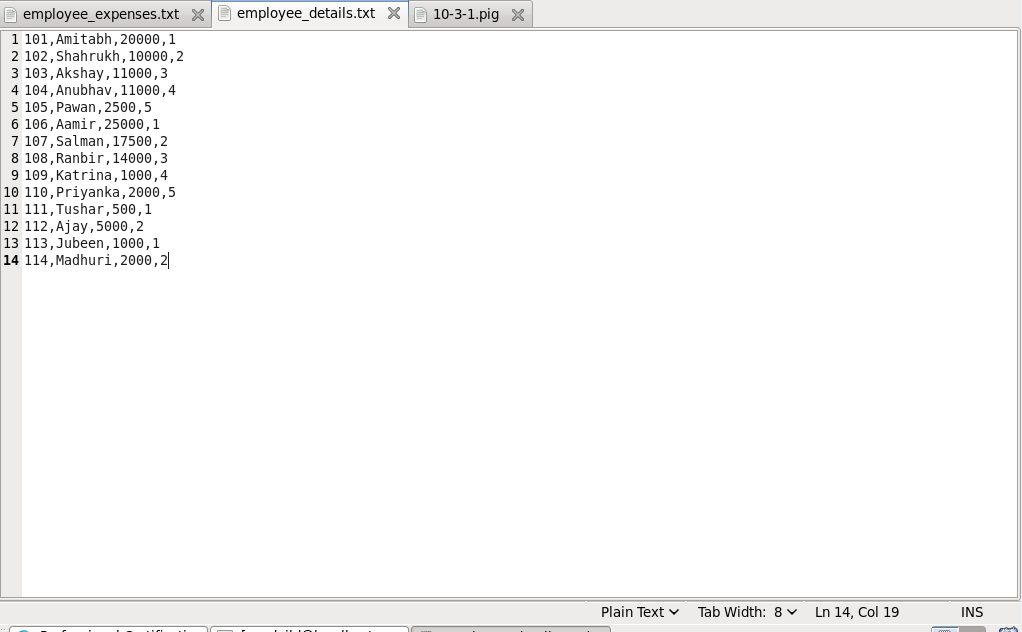 employee_expenses.txt employee_details.txt 10-3-1.pig
1 101,Amitabh,20000,1
2 102,Shahrukh,10000,2
3 103,Akshay,11000,3
4 104,Anubhav,11000,4
5 105,Pawan,2500,5
6 106,Aamir,25000,1
7 107,Salman,17500,2
8 108,Ranbir,14000,3
9 109,Katrina,1000,4
10 110,Priyanka,2000,5
11 111,Tushar,500,1
12 112,Ajay,5000,2
13 113,Jubeen,1000,1
14 114,Madhuri,2000,2
Plain Text Tab Width: 8 Ln 14, Col 19 INS